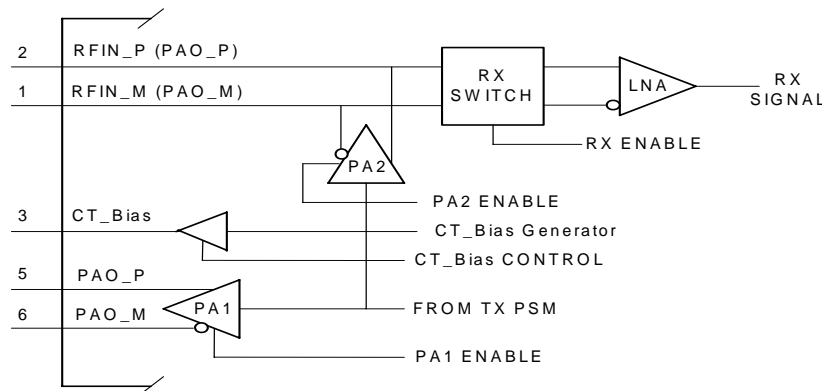 2 RFIN_P (PAO_P)
1 RFIN_M (PAO_M)
RX
SWITCH
LNA
RX
SIGNAL
RX ENABLE
PA2
PA2 ENABLE
3 CT_Bias
CT_Bias Generator
CT_Bias CONTROL
5 PAO_P
6 PAO_M
PA1
FROM TX PSM
PA1 ENABLE